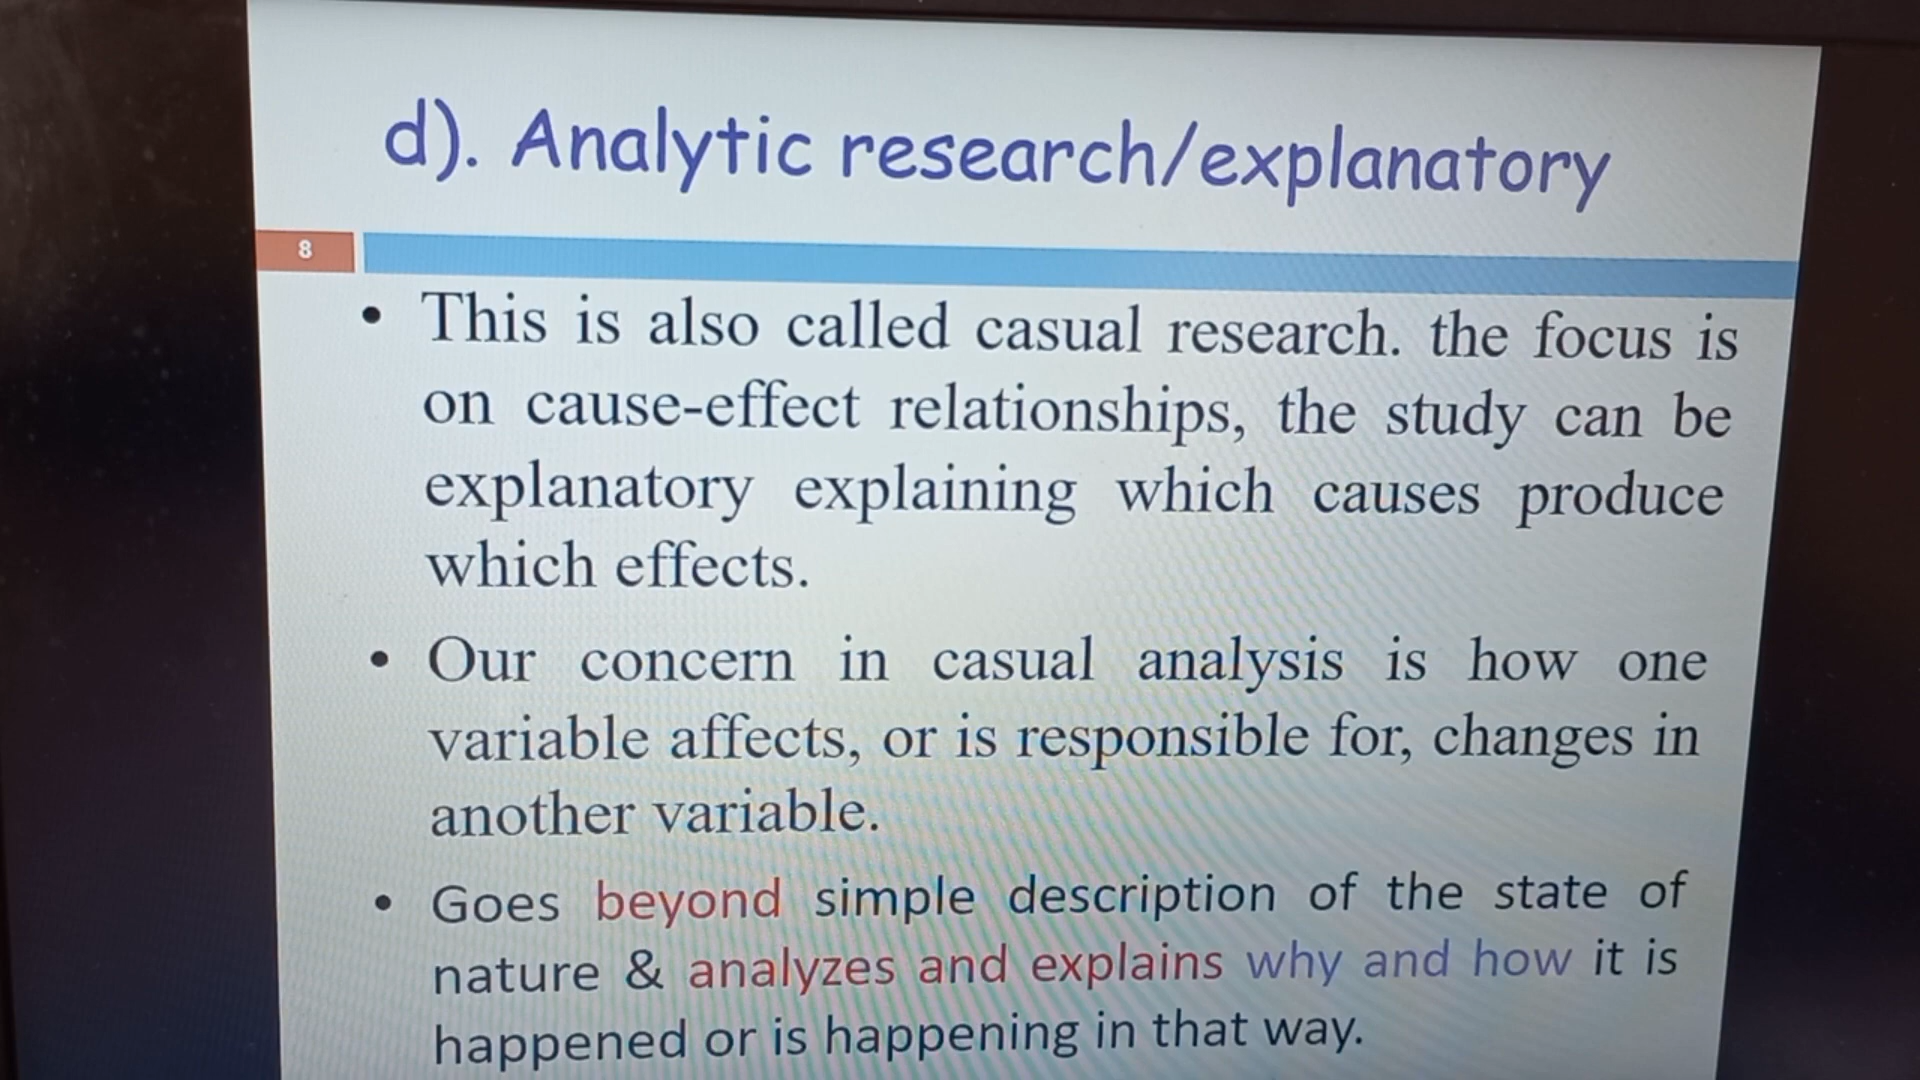 d). Analytic research/explanatory
8
• This is also called casual research. the focus is
on cause-effect relationships, the study can be
explanatory explaining which causes produce
which effects.
• Our concern in casual analysis is how one
variable affects, or is responsible for, changes in
another variable.
• Goes beyond simple description of the state of
nature & analyzes and explains why and how it is
happened or is happening in that way.